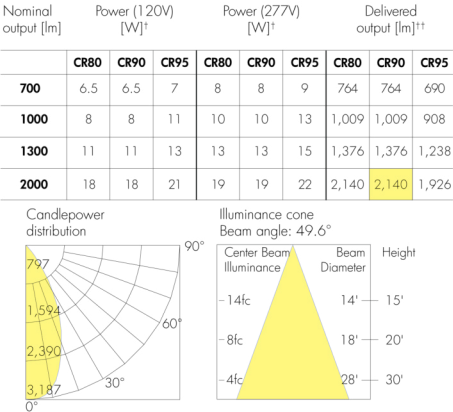 Nominal output [lm] Power (120V) [W]† Power (277V) [W]† Delivered output [lm]††
CR80 CR90 CR95 CR80 CR90 CR95 CR80 CR90 CR95
700 6.5 6.5 7 8 8 9 764 764 690
1000 8 8 11 10 10 13 1,009 1,009 908
1300 11 11 13 13 13 15 1,376 1,376 1,238
2000 18 18 21 19 19 22 2,140 2,140 1,926
Candlepower
distribution
797
1,594
2,390
3,187
0°
30°
60°
90°
Illuminance cone
Beam angle: 49.6°
Center Beam Illuminance Beam Diameter Height
14fc 14' 15'
8fc 18' 20'
4fc 28' 30'